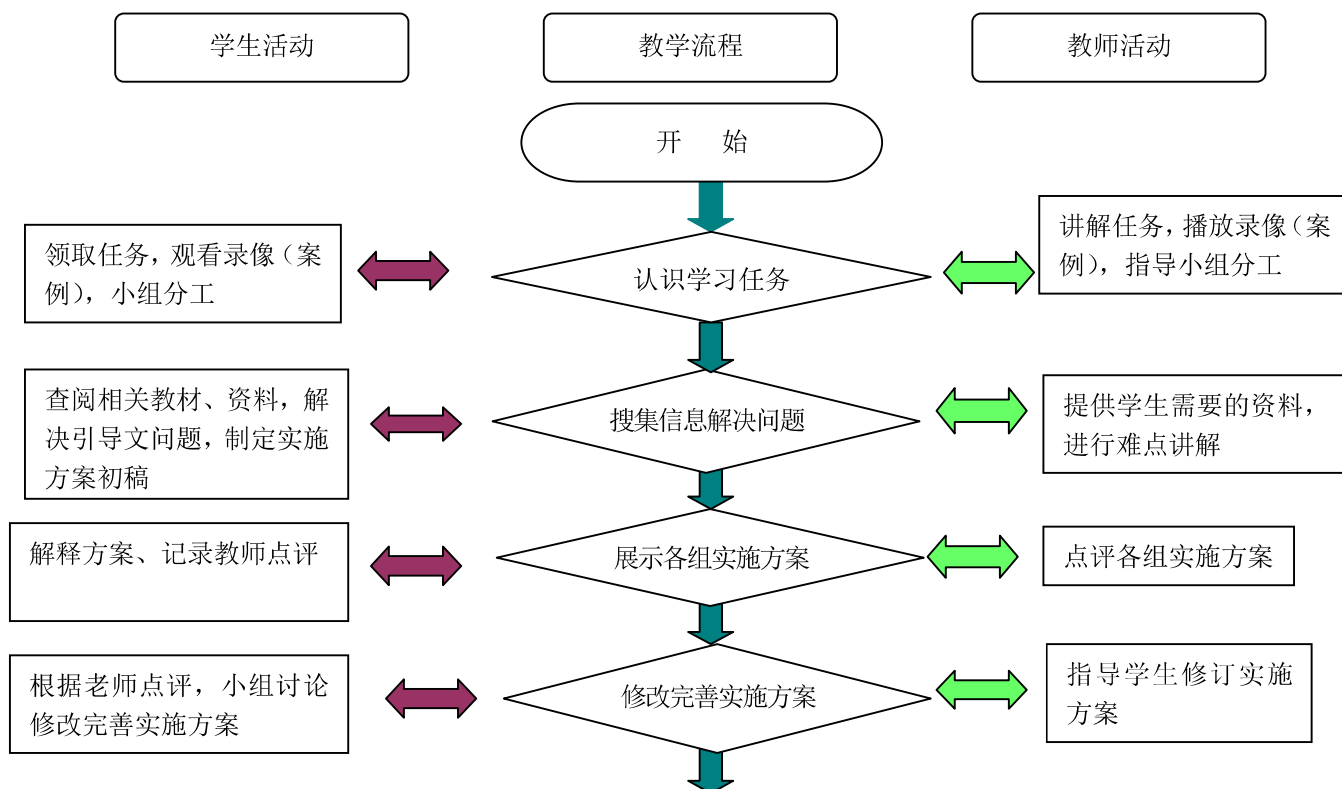 学生活动
教学流程
教师活动
开 始
领取任务，观看录像（案
例），小组分工
认识学习任务
讲解任务，播放录像（案
例），指导小组分工
查阅相关教材、资料，解
决引导文问题，制定实施
方案初稿
搜集信息解决问题
提供学生需要的资料，
进行难点讲解
解释方案、记录教师点评
展示各组实施方案
点评各组实施方案
根据老师点评，小组讨论
修改完善实施方案
修改完善实施方案
指导学生修订实施
方案